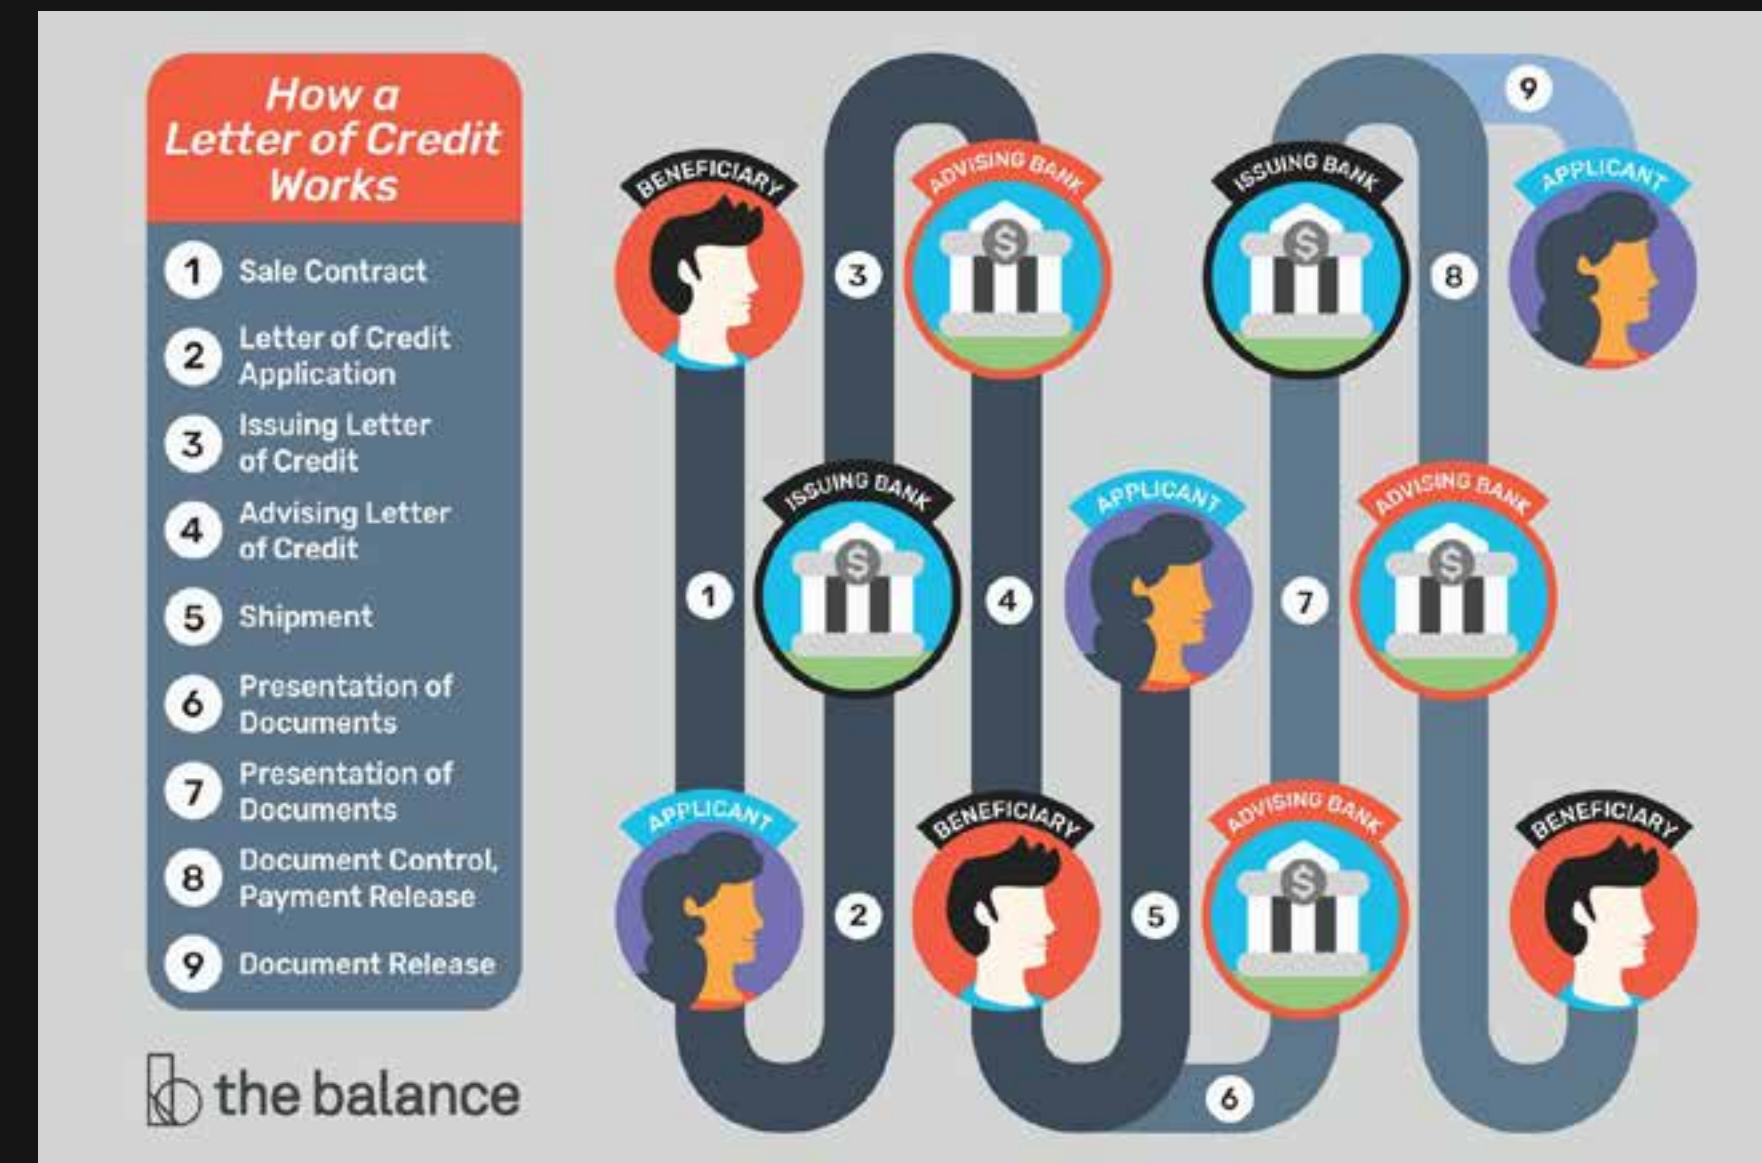 How a
Letter of Credit
Works
1 Sale Contract
2 Letter of Credit
Application
3 Issuing Letter
of Credit
4 Advising Letter
of Credit
5 Shipment
6 Presentation of
Documents
7 Presentation of
Documents
8 Document Control,
Payment Release
9 Document Release
the balance
9
BENEFICIARY
ADVISING BANK
ISSUING BANK
APPLICANT
3
8
$
$
ISSUING BANK
APPLICANT
ADVISING BANK
$
$
1
4
7
APPLICANT
BENEFICIARY
ADVISING BANK
BENEFICIARY
$
2
5
6